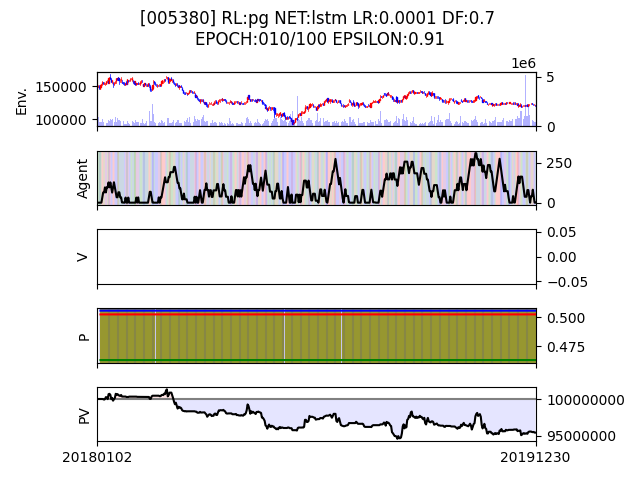 [005380] RL:pg NET:lstm LR:0.0001 DF:0.7
EPOCH:010/100 EPSILON:0.91
1e6
Env.
150000
100000
5
0
Agent
250
0
V
0.05
0.00
−0.05
P
0.500
0.475
PV
100000000
95000000
20180102
20191230